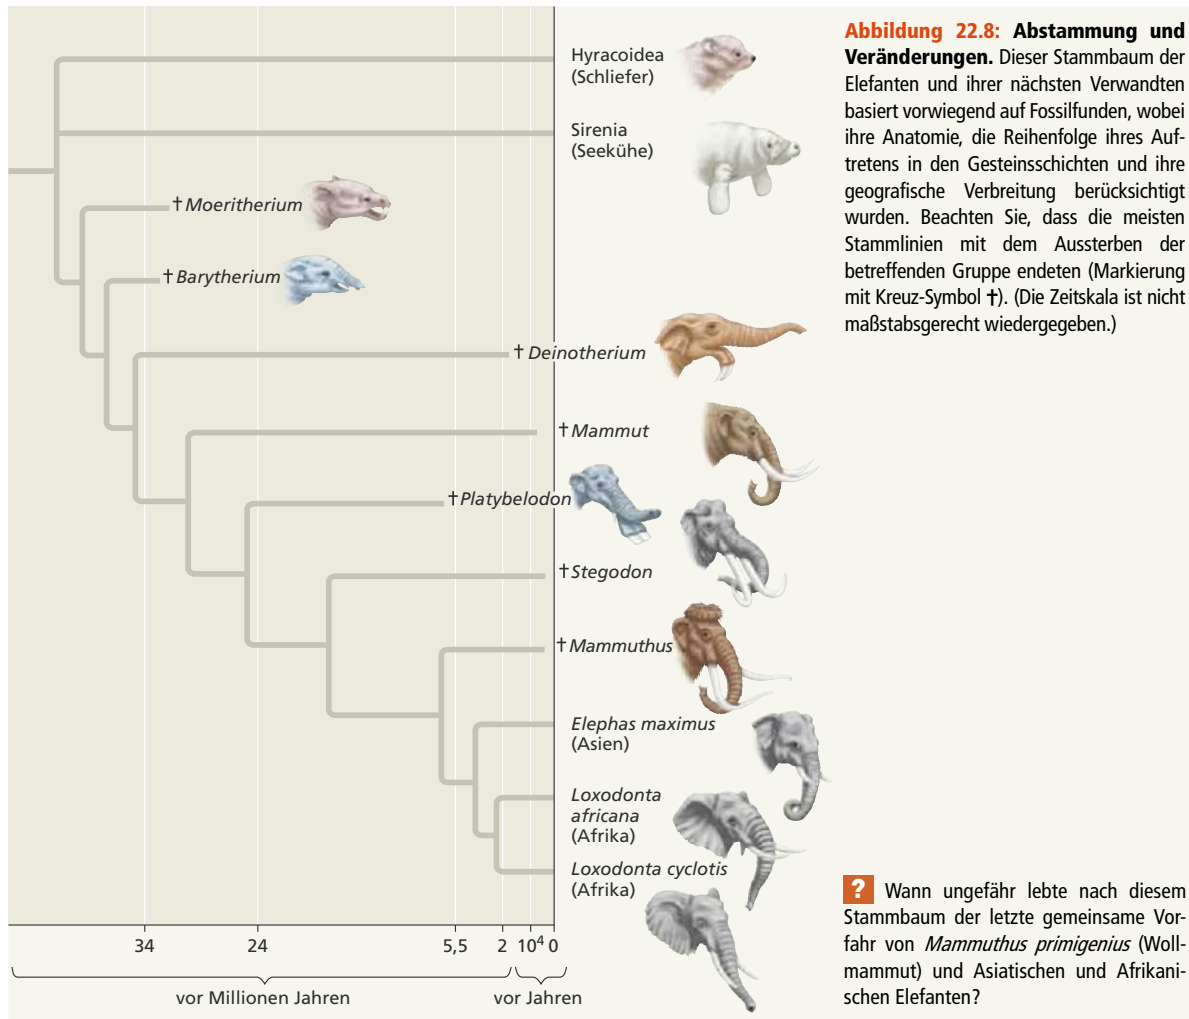 Hyracoidea
(Schliefer)
Sirenia
(Seekühe)
†Moeritherium
†Barytherium
†Deinotherium
†Mammut
†Platybelodon
†Stegodon
†Mammuthus
Elephas maximus
(Asien)
Loxodonta
africana
(Afrika)
Loxodonta cyclotis
(Afrika)
34 24 5,5 2 10⁴ 0
vor Millionen Jahren vor Jahren
Abbildung 22.8: Abstammung und
Veränderungen. Dieser Stammbaum der
Elefanten und ihrer nächsten Verwandten
basiert vorwiegend auf Fossilfunden, wobei
ihre Anatomie, die Reihenfolge ihres Auf-
tretens in den Gesteinsschichten und ihre
geografische Verbreitung berücksichtigt
wurden. Beachten Sie, dass die meisten
Stammlinien mit dem Aussterben der
betreffenden Gruppe endeten (Markierung
mit Kreuz-Symbol †). (Die Zeitskala ist nicht
maßstabsgerecht wiedergegeben.)
? Wann ungefähr lebte nach diesem
Stammbaum der letzte gemeinsame Vor-
fahr von Mammuthus primigenius (Woll-
mammut) und Asiatischen und Afrikani-
schen Elefanten?